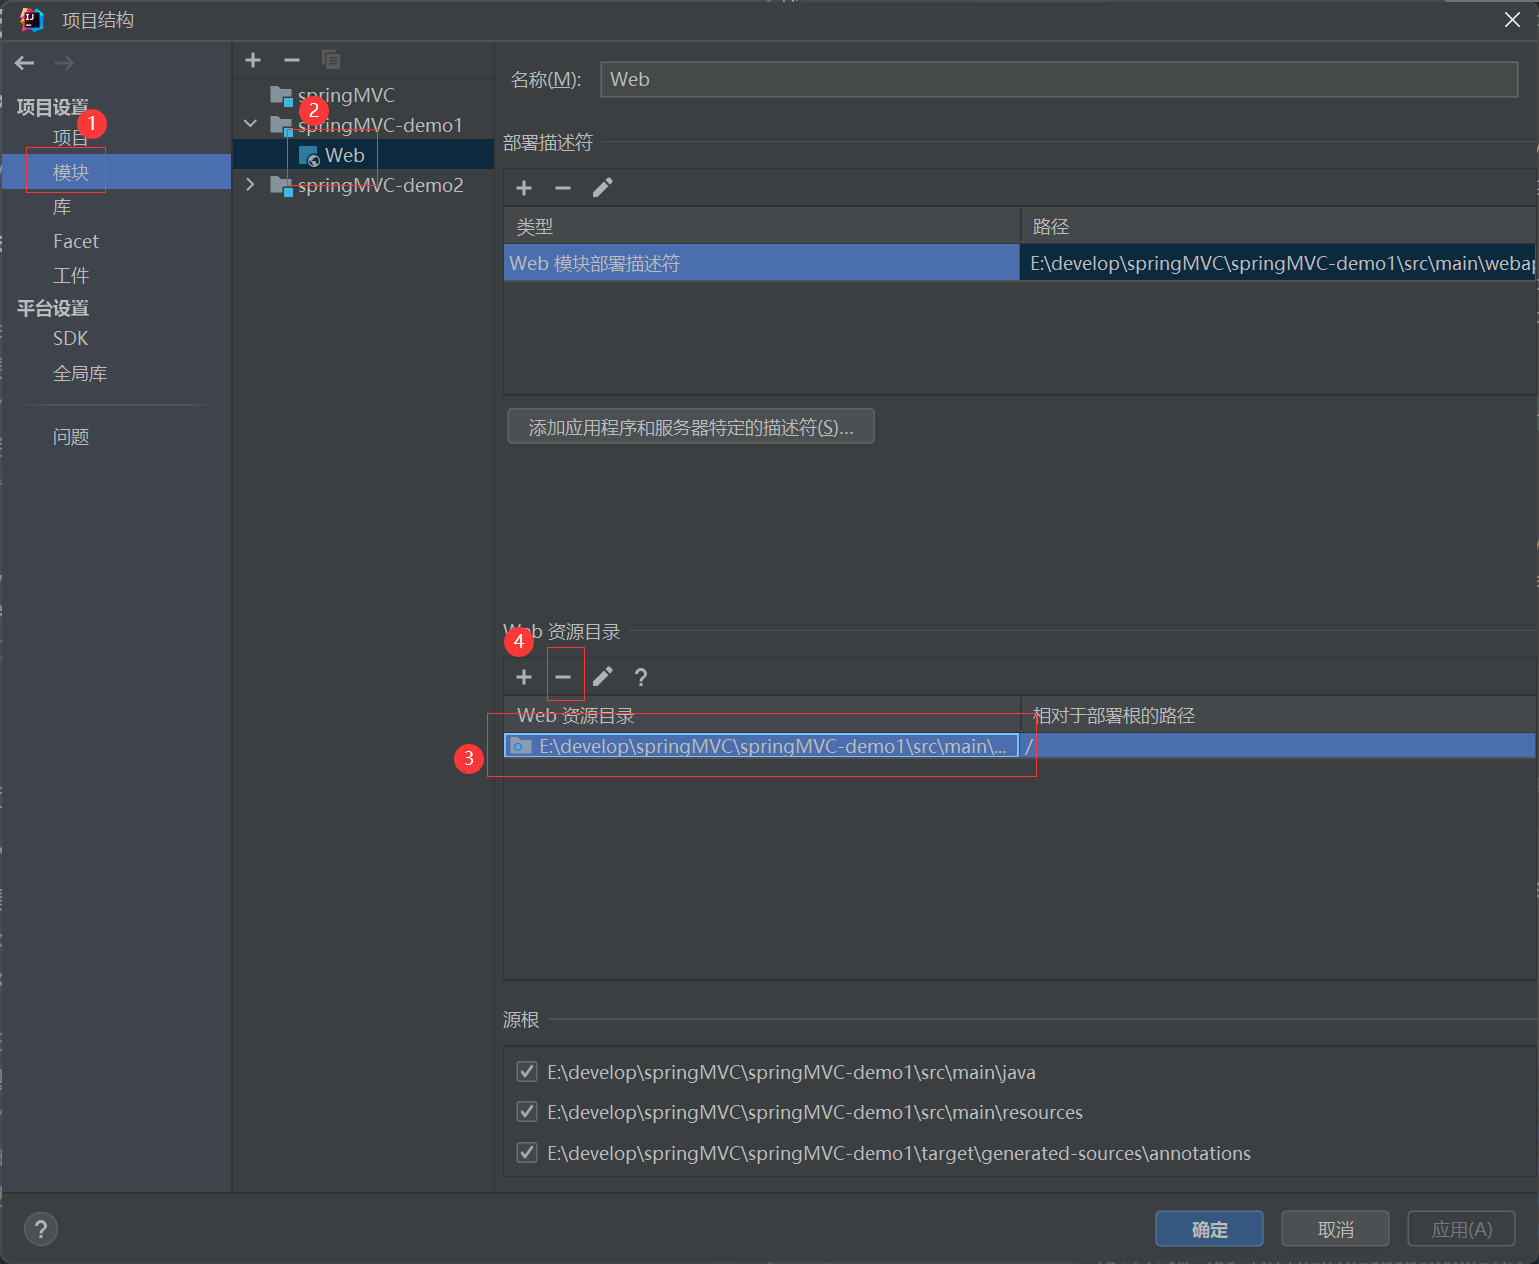 项目结构
项目设置
1
项目
模块
库
Facet
工件
平台设置
SDK
全局库
问题
springMVC
2
springMVC-demo1
Web
springMVC-demo2
名称(M): Web
部署描述符
类型 路径
Web 模块部署描述符 E:\develop\springMVC\springMVC-demo1\src\main\webap
添加应用程序和服务器特定的描述符(S)...
Web 资源目录
4
?
Web 资源目录 相对于部署根的路径
3
E:\develop\springMVC\springMVC-demo1\src\main\... /
源根
E:\develop\springMVC\springMVC-demo1\src\main\java
E:\develop\springMVC\springMVC-demo1\src\main\resources
E:\develop\springMVC\springMVC-demo1\target\generated-sources\annotations
? 确定 取消 应用(A)